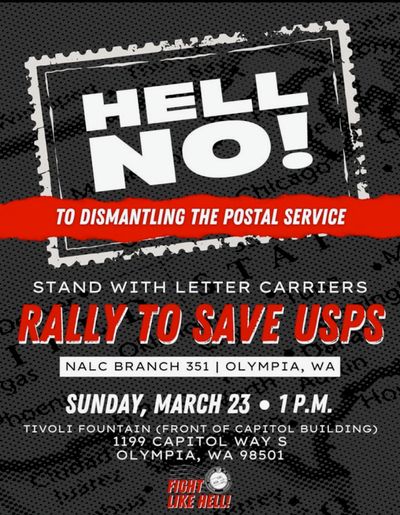 HELL
NO!
TO DISMANTLING THE POSTAL SERVICE
STAND WITH LETTER CARRIERS
RALLY TO SAVE USPS
NALC BRANCH 351 | OLYMPIA, WA
SUNDAY, MARCH 23 • 1 P.M.
TIVOLI FOUNTAIN (FRONT OF CAPITOL BUILDING)
1199 CAPITOL WAY S
OLYMPIA, WA 98501
FIGHT
LIKE HELL!